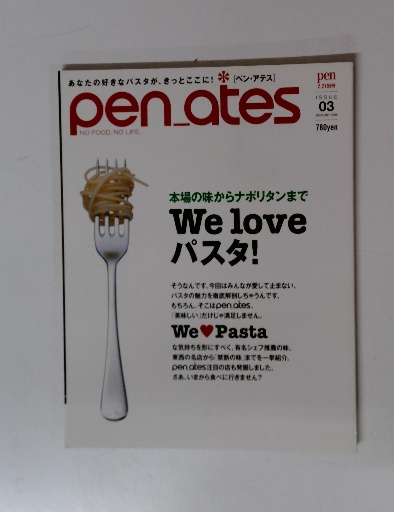 あなたの好きなパスタが、きっとここに! * [ペン・アテス]
pen
ISSUE
03
780yen
pen_ates
NO FOOD, NO LIFE.
本場の味からナポリタンまで
We love
パスタ!
そうなんです。今回はみんなが愛して止まない、
パスタの魅力を徹底解剖しちゃうんです。
もちろん、そこはpen_ates.
「美味しい」だけじゃ満足しません。
We♥Pasta
な気持ちを形にすべく、有名シェフ推薦の味、
東西の名店から「禁断の味」までを一挙紹介。
pen_ates注目の店も発掘しました。
さあ、いまから食べに行きませんか?